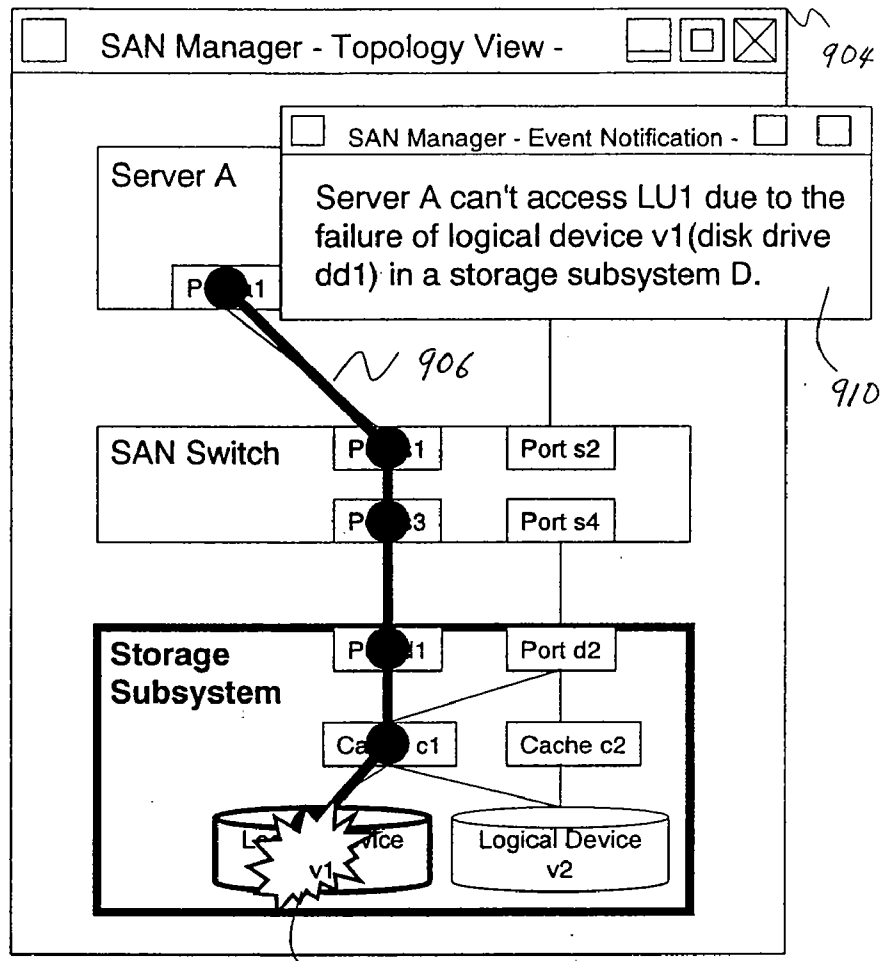 SAN Manager - Topology View -
904
SAN Manager - Event Notification -
Server A can't access LU1 due to the
failure of logical device v1(disk drive
dd1) in a storage subsystem D.
910
Server A
906
SAN Switch
Port s2
Port s4
Storage
Subsystem
Port d2
c1
Cache c2
v1
Logical Device
v2